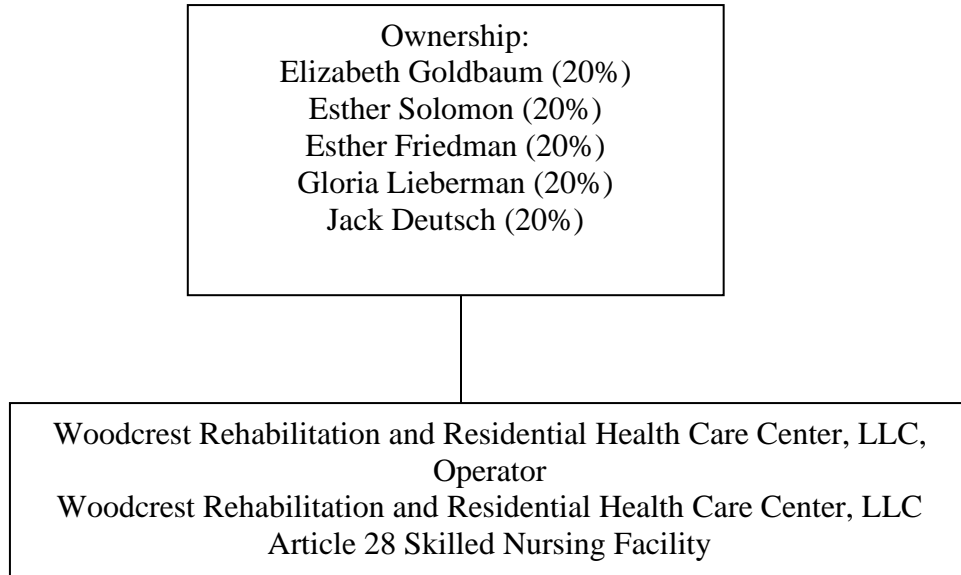 Ownership:
Elizabeth Goldbaum (20%)
Esther Solomon (20%)
Esther Friedman (20%)
Gloria Lieberman (20%)
Jack Deutsch (20%)
Woodcrest Rehabilitation and Residential Health Care Center, LLC,
Operator
Woodcrest Rehabilitation and Residential Health Care Center, LLC
Article 28 Skilled Nursing Facility